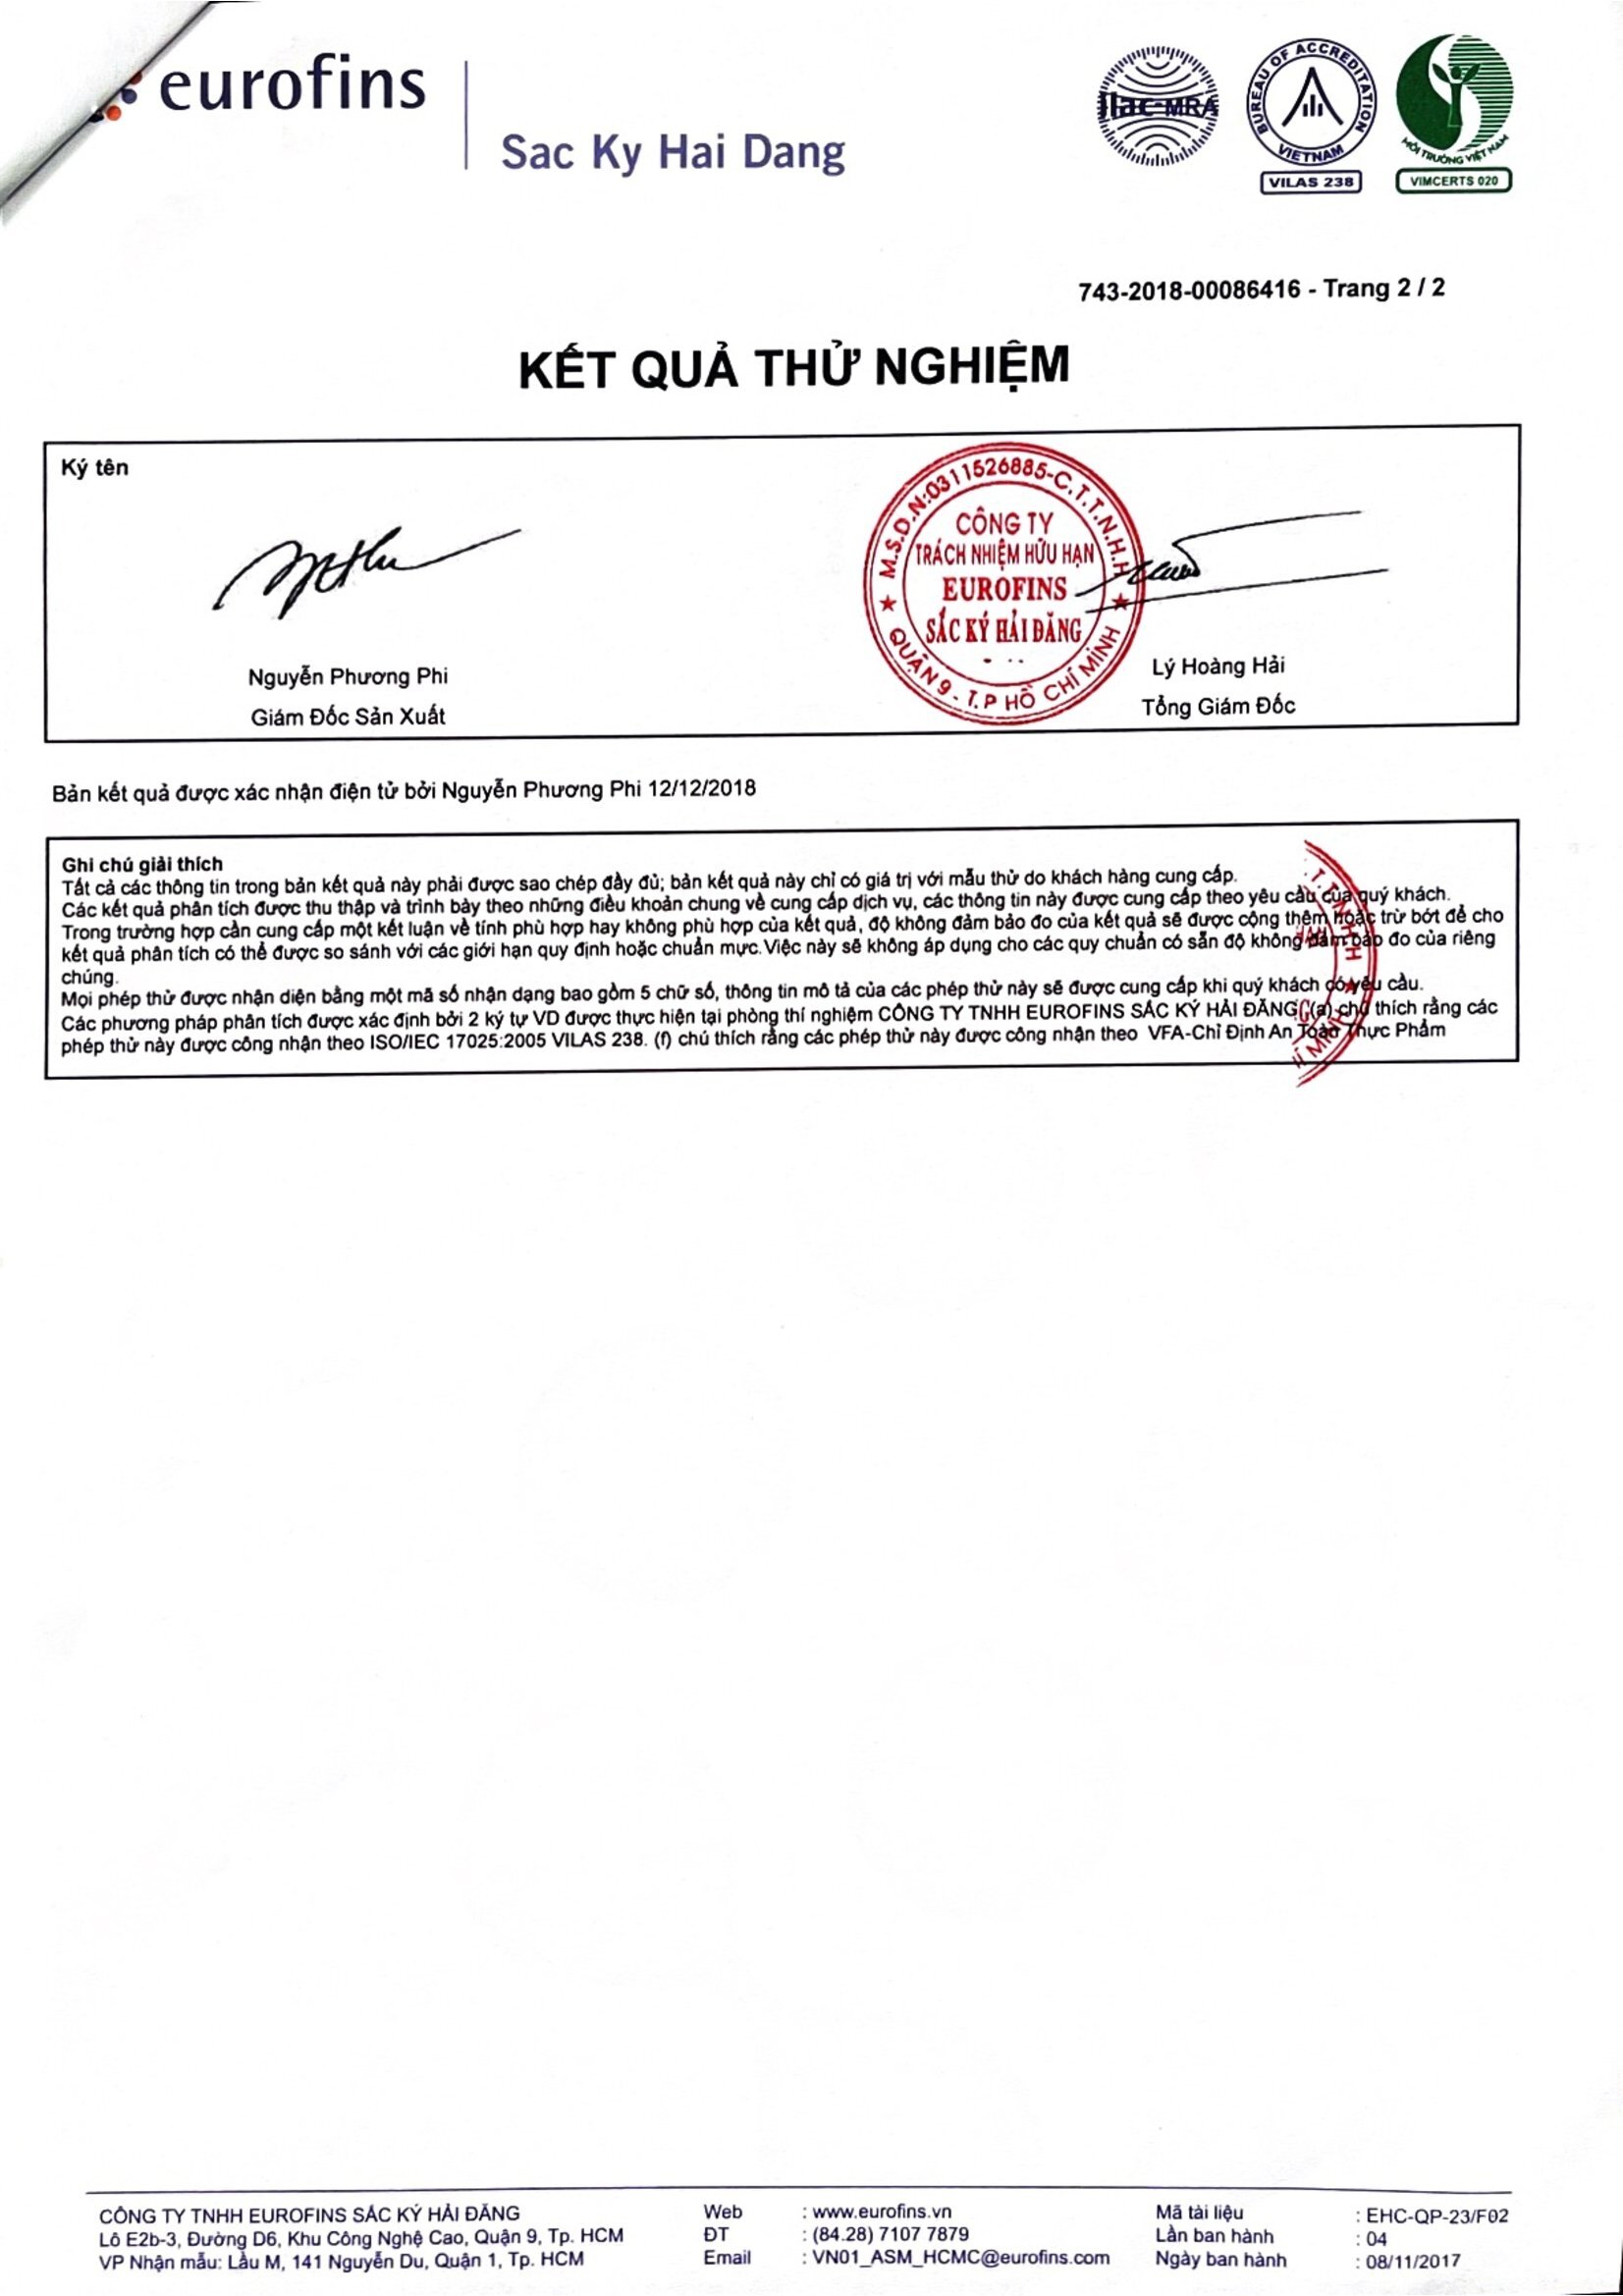 eurofins
Sac Ky Hai Dang
ilac-MRA
BUREAU OF ACCREDITATION
VIETNAM
VILAS 238
MÔI TRƯỜNG VIỆT NAM
VIMCERTS 020
743-2018-00086416 - Trang 2 / 2
KẾT QUẢ THỬ NGHIỆM
Ký tên
M.S.D.N:0311526885-C.T.T.N.H.H
CÔNG TY
TRÁCH NHIỆM HỮU HẠN
EUROFINS
SẮC KÝ HẢI ĐĂNG
QUẬN 9 - T.P HỒ CHÍ MINH
Nguyễn Phương Phi
Giám Đốc Sản Xuất
Lý Hoàng Hải
Tổng Giám Đốc
Bản kết quả được xác nhận điện tử bởi Nguyễn Phương Phi 12/12/2018
Ghi chú giải thích
Tất cả các thông tin trong bản kết quả này phải được sao chép đầy đủ; bản kết quả này chỉ có giá trị với mẫu thử do khách hàng cung cấp.
Các kết quả phân tích được thu thập và trình bày theo những điều khoản chung về cung cấp dịch vụ, các thông tin này được cung cấp theo yêu cầu của quý khách.
Trong trường hợp cần cung cấp một kết luận về tính phù hợp hay không phù hợp của kết quả, độ không đảm bảo đo của kết quả sẽ được cộng thêm hoặc trừ bớt để cho
kết quả phân tích có thể được so sánh với các giới hạn quy định hoặc chuẩn mực.Việc này sẽ không áp dụng cho các quy chuẩn có sẵn độ không đảm bảo đo của riêng
chúng.
Mọi phép thử được nhận diện bằng một mã số nhận dạng bao gồm 5 chữ số, thông tin mô tả của các phép thử này sẽ được cung cấp khi quý khách có yêu cầu.
Các phương pháp phân tích được xác định bởi 2 ký tự VD được thực hiện tại phòng thí nghiệm CÔNG TY TNHH EUROFINS SẮC KÝ HẢI ĐĂNG. (a) chú thích rằng các
phép thử này được công nhận theo ISO/IEC 17025:2005 VILAS 238. (f) chú thích rằng các phép thử này được công nhận theo VFA-Chỉ Định An Toàn Thực Phẩm
CÔNG TY TNHH EUROFINS SẮC KÝ HẢI ĐĂNG
Lô E2b-3, Đường D6, Khu Công Nghệ Cao, Quận 9, Tp. HCM
VP Nhận mẫu: Lầu M, 141 Nguyễn Du, Quận 1, Tp. HCM
Web : www.eurofins.vn
ĐT : (84.28) 7107 7879
Email : VN01_ASM_HCMC@eurofins.com
Mã tài liệu : EHC-QP-23/F02
Lần ban hành : 04
Ngày ban hành : 08/11/2017